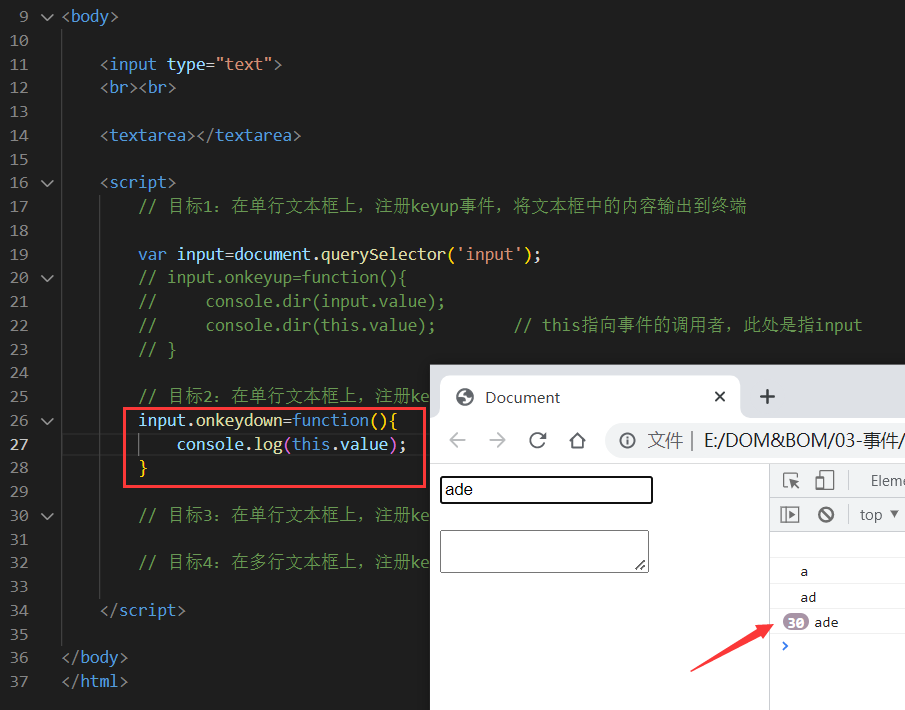 9 <body>
10
11 <input type="text">
12 <br><br>
13
14 <textarea></textarea>
15
16 <script>
17 // 目标1：在单行文本框上，注册keyup事件，将文本框中的内容输出到终端
18
19 var input=document.querySelector('input');
20 // input.onkeyup=function(){
21 // console.dir(input.value);
22 // console.dir(this.value); // this指向事件的调用者，此处是指input
23 // }
24
25 // 目标2：在单行文本框上，注册ke
26 input.onkeydown=function(){
27 console.log(this.value);
28 }
29
30 // 目标3：在单行文本框上，注册ke
31
32 // 目标4：在多行文本框上，注册ke
33
34 </script>
35
36 </body>
37 </html>
Document
文件 E:/DOM&BOM/03-事件/
ade
Eleme
top
a
ad
30 ade